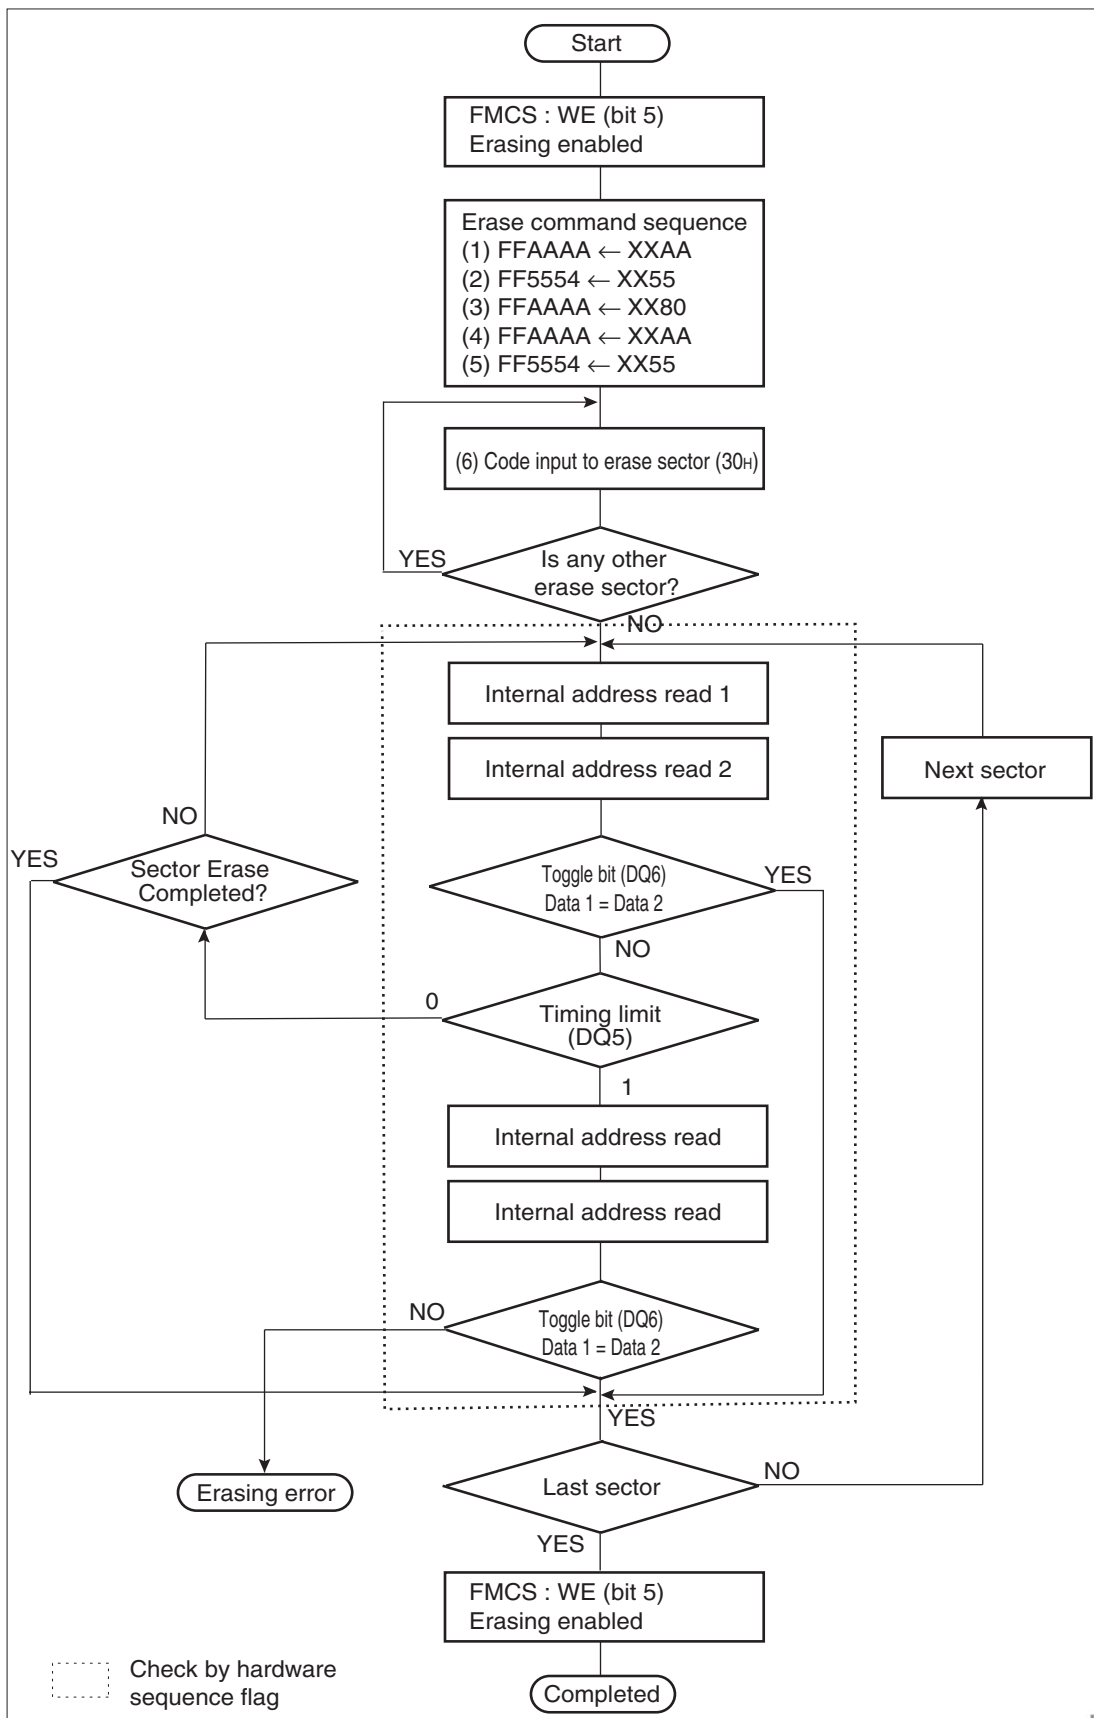 Start
FMCS : WE (bit 5)
Erasing enabled
Erase command sequence
(1) FFAAAA ← XXAA
(2) FF5554 ← XX55
(3) FFAAAA ← XX80
(4) FFAAAA ← XXAA
(5) FF5554 ← XX55
(6) Code input to erase sector (30H)
YES
Is any other
erase sector?
NO
Internal address read 1
Internal address read 2
Next sector
NO
YES
Sector Erase
Completed?
Toggle bit (DQ6)
Data 1 = Data 2
YES
NO
0
Timing limit
(DQ5)
1
Internal address read
Internal address read
NO
Toggle bit (DQ6)
Data 1 = Data 2
YES
Last sector
NO
Erasing error
YES
FMCS : WE (bit 5)
Erasing enabled
Check by hardware
sequence flag
Completed